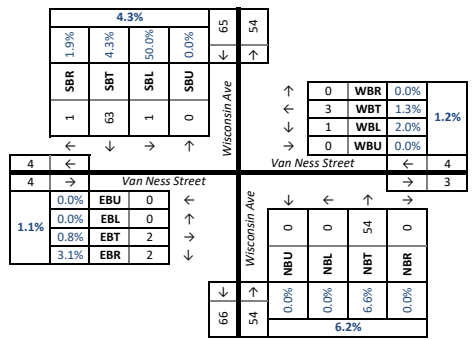 4.3%
65 54
1.9% 4.3% 50.0% 0.0%
↓ ↑
SBR SBT SBL SBU
1 63 1 0
← ↓ → ↑
Wisconsin Ave
↑ 0 WBR 0.0%
← 3 WBT 1.3%
↓ 1 WBL 2.0%
→ 0 WBU 0.0%
1.2%
4 ←
Van Ness Street
← 4
4 →
Van Ness Street
→ 3
1.1%
0.0% EBU 0 ←
0.0% EBL 0 ↑
0.8% EBT 2 →
3.1% EBR 2 ↓
Wisconsin Ave
↓ ← ↑ →
0 0 54 0
NBU NBL NBT NBR
↓ ↑
0.0% 0.0% 6.6% 0.0%
66 54
6.2%